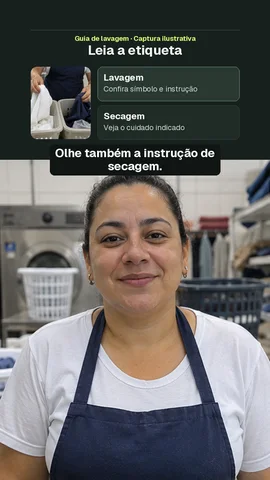 Guia de lavagem · Captura ilustrativa
Leia a etiqueta
Lavagem
Confira símbolo e instrução
Secagem
Veja o cuidado indicado
Olhe também a instrução de
secagem.